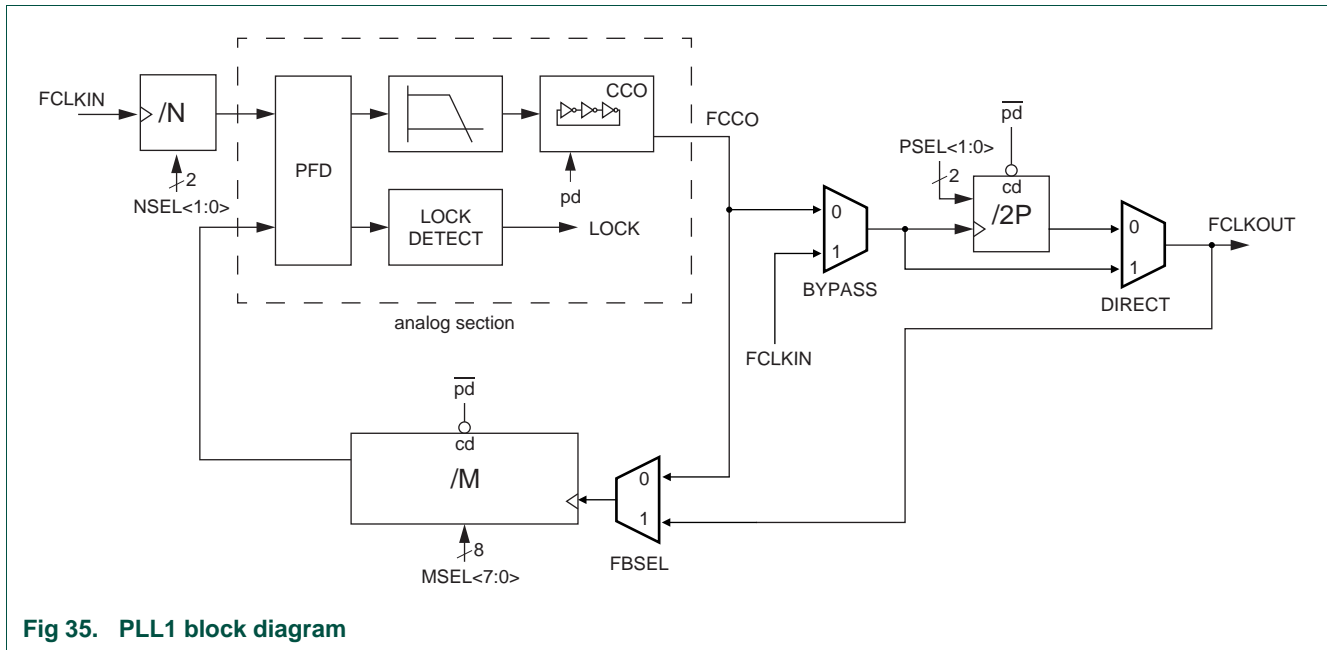 FCLKIN
/N
2
NSEL<1:0>
PFD
CCO
pd
LOCK
DETECT
LOCK
analog section
FCCO
0
1
BYPASS
FCLKIN
pd
PSEL<1:0>
2
cd
/2P
0
1
DIRECT
FCLKOUT
pd
cd
/M
8
MSEL<7:0>
0
1
FBSEL
Fig 35. PLL1 block diagram